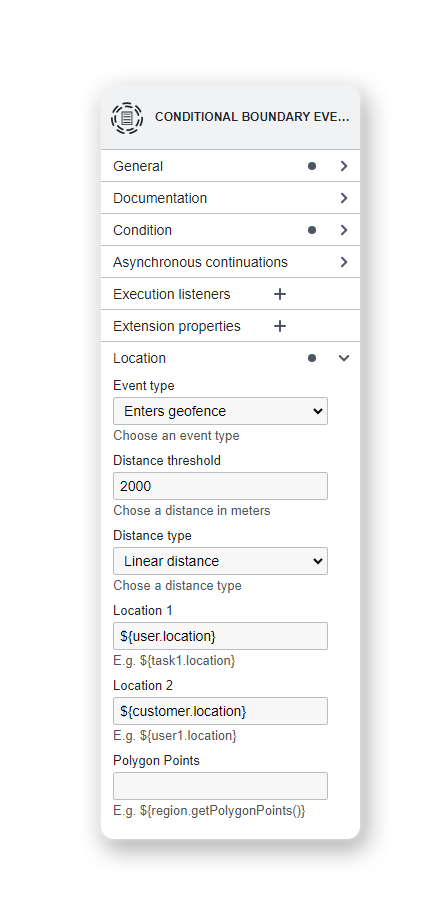 CONDITIONAL BOUNDARY EVE...
General
Documentation
Condition
Asynchronous continuations
Execution listeners
Extension properties
Location
Event type
Enters geofence
Choose an event type
Distance threshold
2000
Chose a distance in meters
Distance type
Linear distance
Chose a distance type
Location 1
${user.location}
E.g. ${task1.location}
Location 2
${customer.location}
E.g. ${user1.location}
Polygon Points
E.g. ${region.getPolygonPoints()}